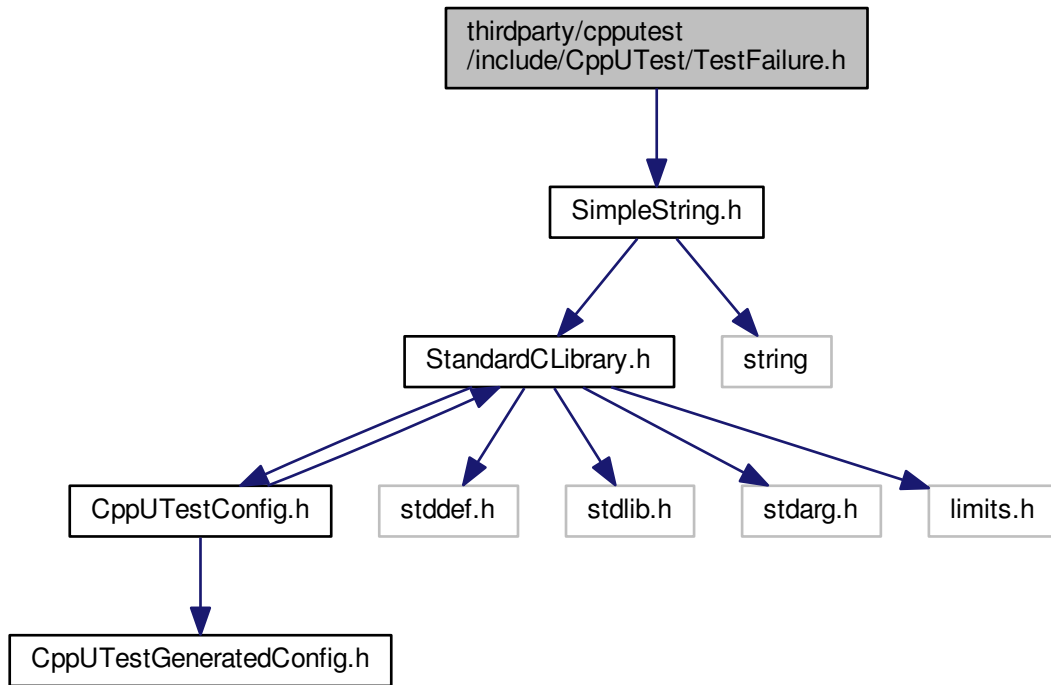 thirdparty/cpputest
/include/CppUTest/TestFailure.h
SimpleString.h
StandardCLibrary.h
string
CppUTestConfig.h
stddef.h
stdlib.h
stdarg.h
limits.h
CppUTestGeneratedConfig.h